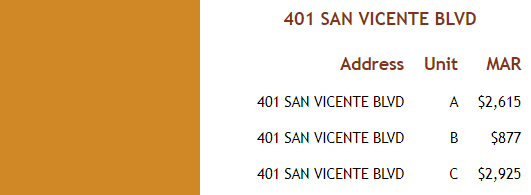 401 SAN VICENTE BLVD
Address Unit MAR
401 SAN VICENTE BLVD A $2,615
401 SAN VICENTE BLVD B $877
401 SAN VICENTE BLVD C $2,925